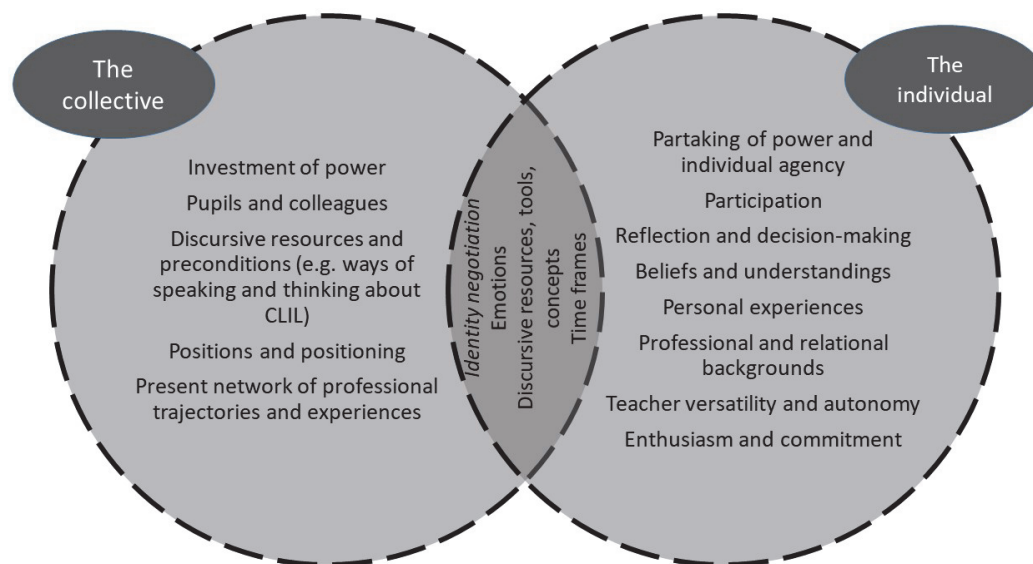 The
collective
Investment of power
Pupils and colleagues
Discursive resources and
preconditions (e.g. ways of
speaking and thinking about
CLIL)
Positions and positioning
Present network of professional
trajectories and experiences
Identity negotiation
Emotions
Discursive resources, tools,
concepts
Time frames
The
individual
Partaking of power and
individual agency
Participation
Reflection and decision-making
Beliefs and understandings
Personal experiences
Professional and relational
backgrounds
Teacher versatility and autonomy
Enthusiasm and commitment